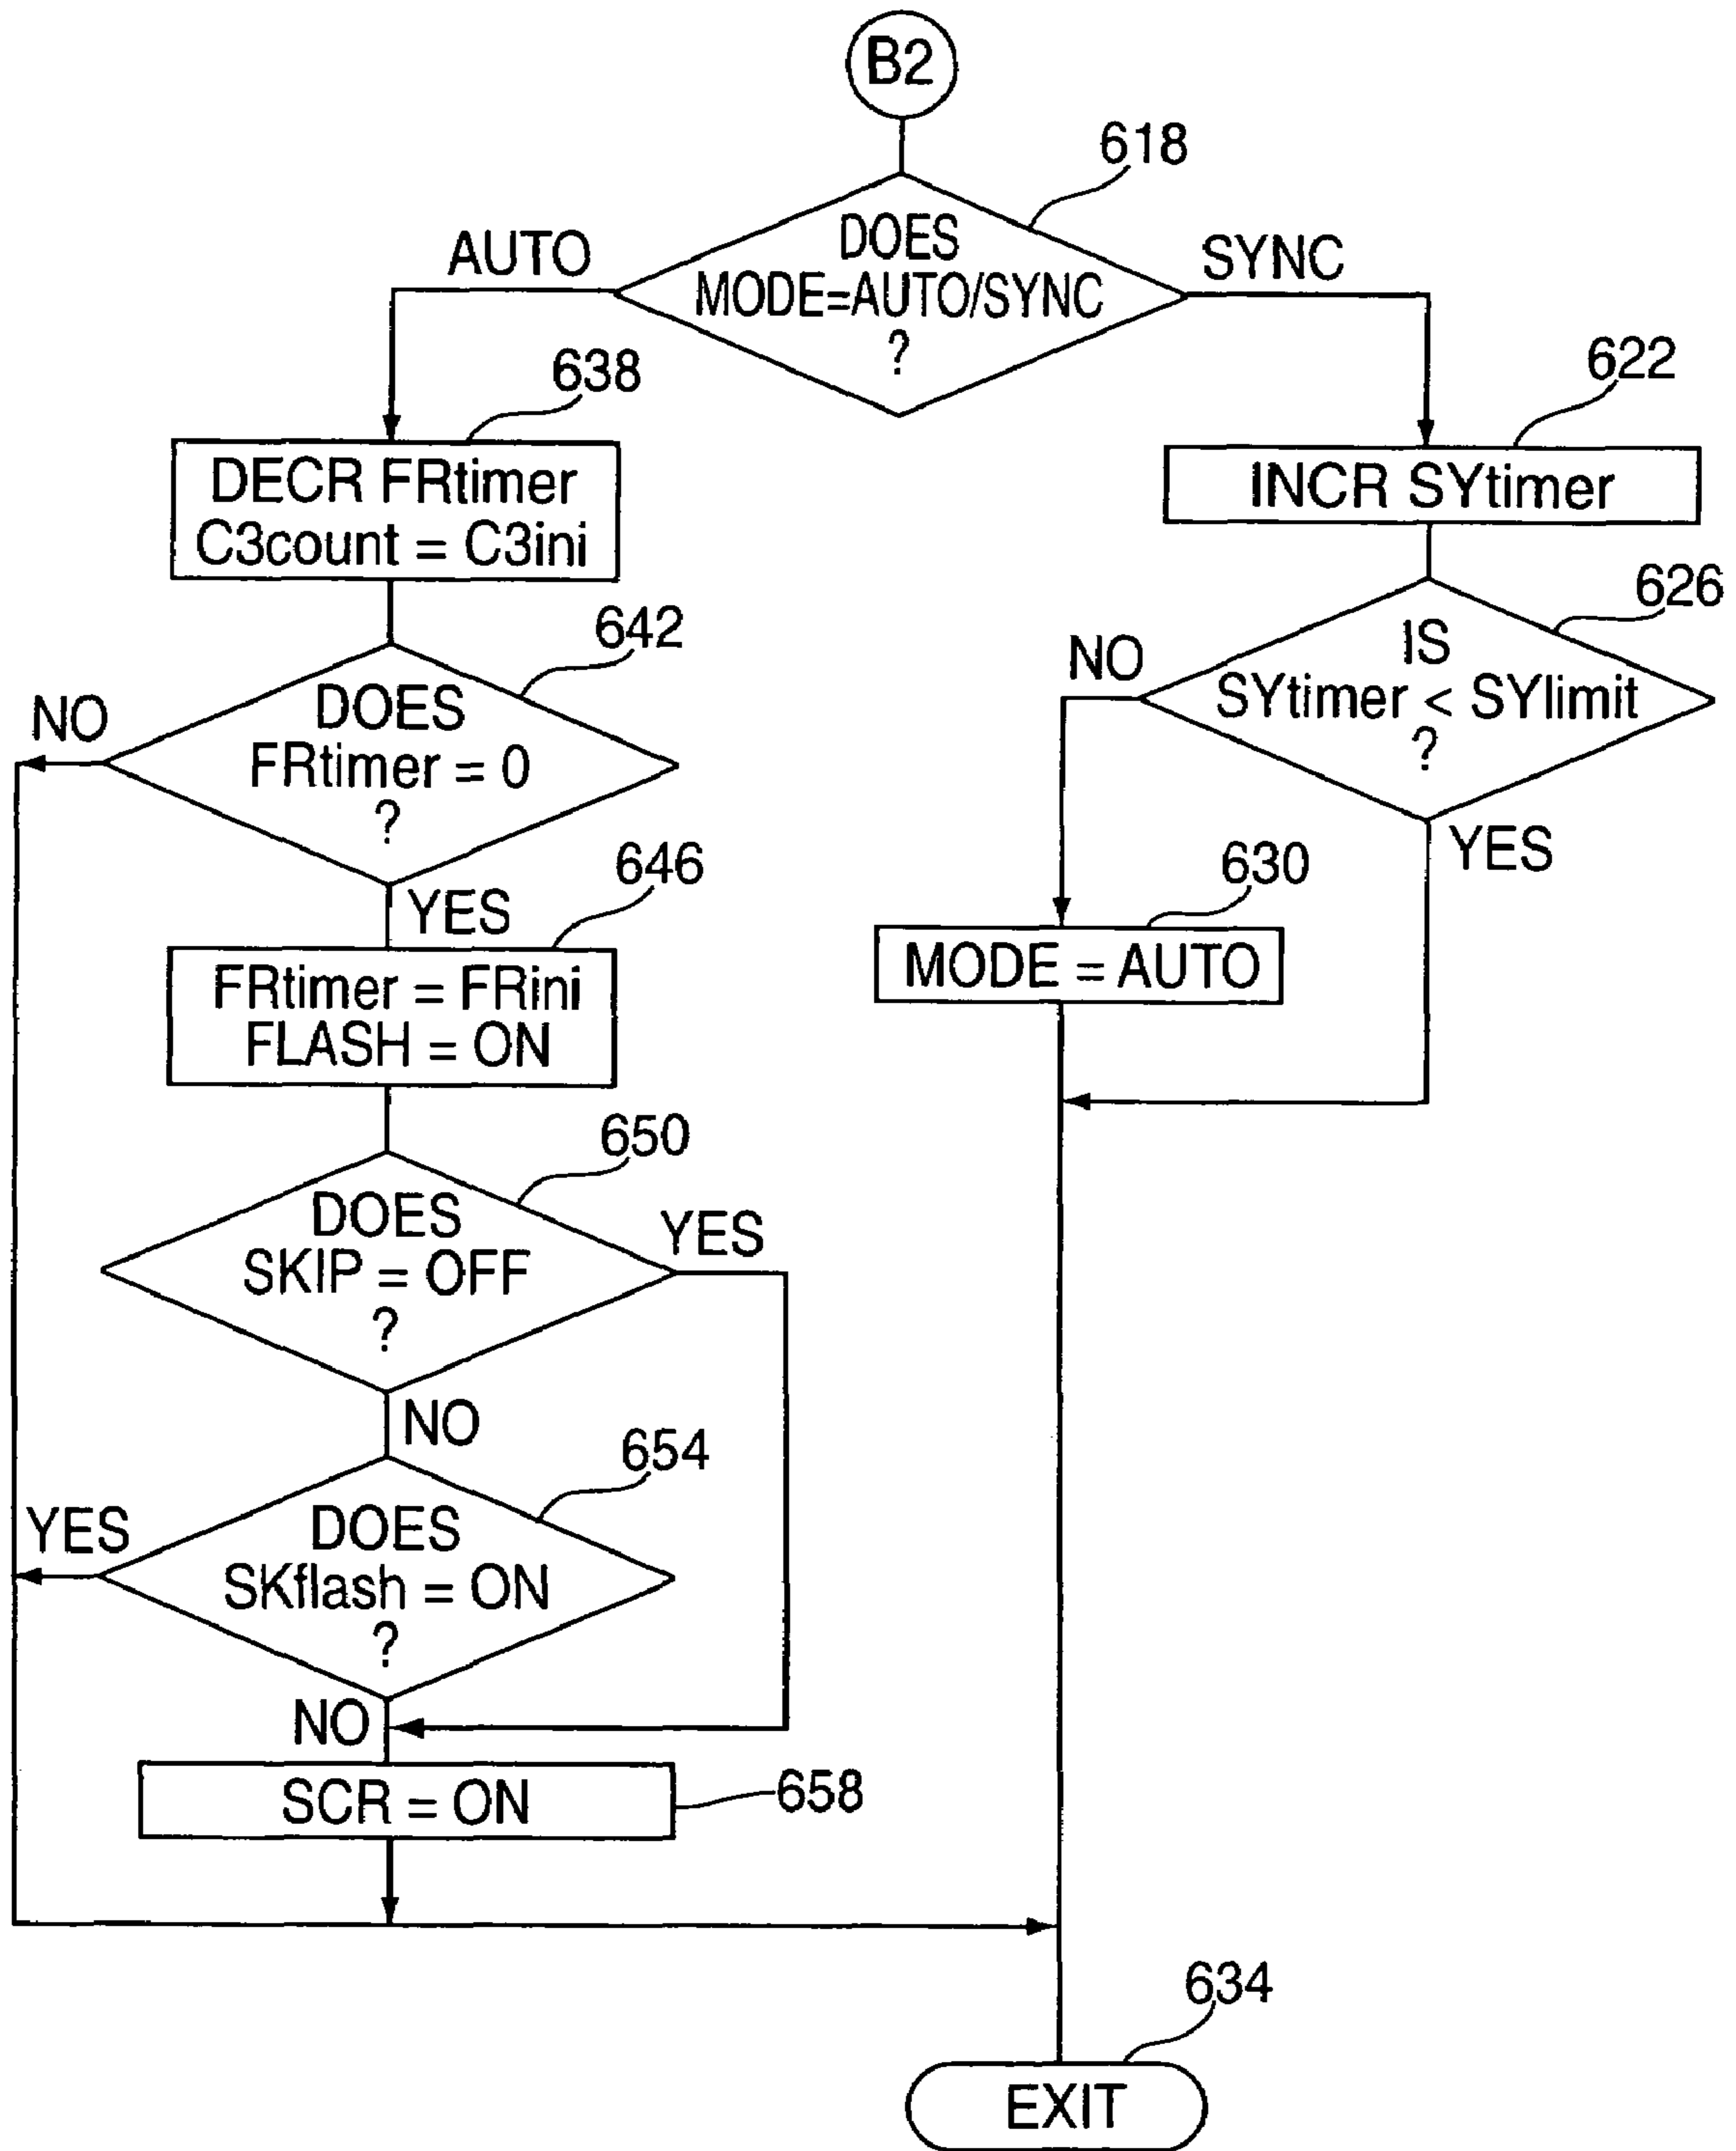 B2
618
DOES
MODE=AUTO/SYNC
?
AUTO
SYNC
638
DECR FRtimer
C3count = C3ini
622
INCR SYtimer
642
DOES
FRtimer = 0
?
NO
YES
626
IS
SYtimer < SYlimit
?
NO
YES
646
FRtimer = FRini
FLASH = ON
630
MODE = AUTO
650
DOES
SKIP = OFF
?
YES
NO
654
DOES
SKflash = ON
?
YES
NO
SCR = ON
658
634
EXIT